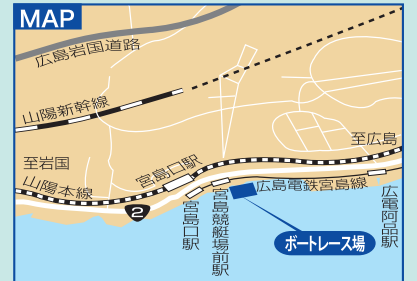 MAP
広島岩国道路
山陽新幹線
至広島
至岩国
宮島口駅
山陽本線
広島電鉄宮島線
2
宮島口駅
宮島競艇場前駅
広電阿品駅
ボートレース場